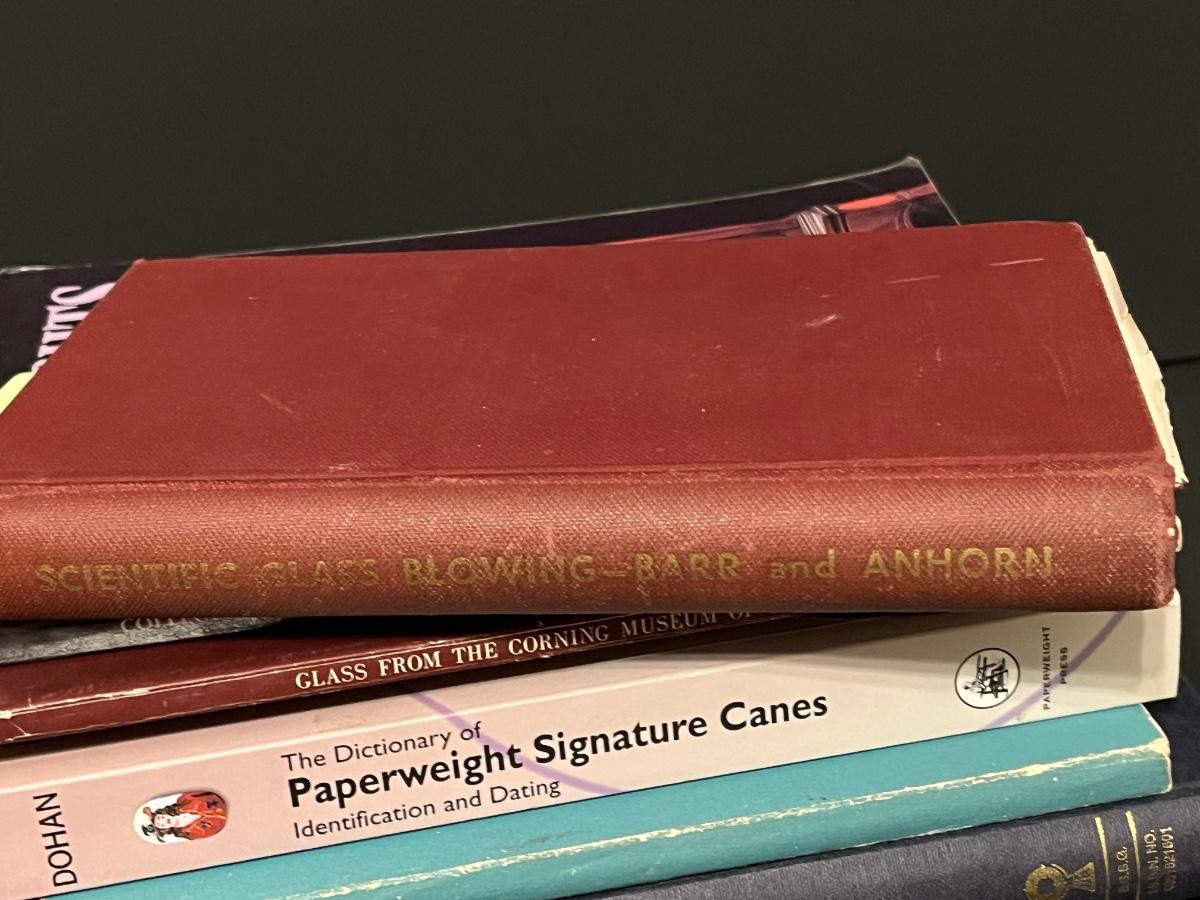 SCIENTIFIC GLASS BLOWING—BARR and ANHORN
GLASS FROM THE CORNING MUSEUM OF
The Dictionary of
Paperweight Signature Canes
Identification and Dating
DOHAN
PAPERWEIGHT
PRESS